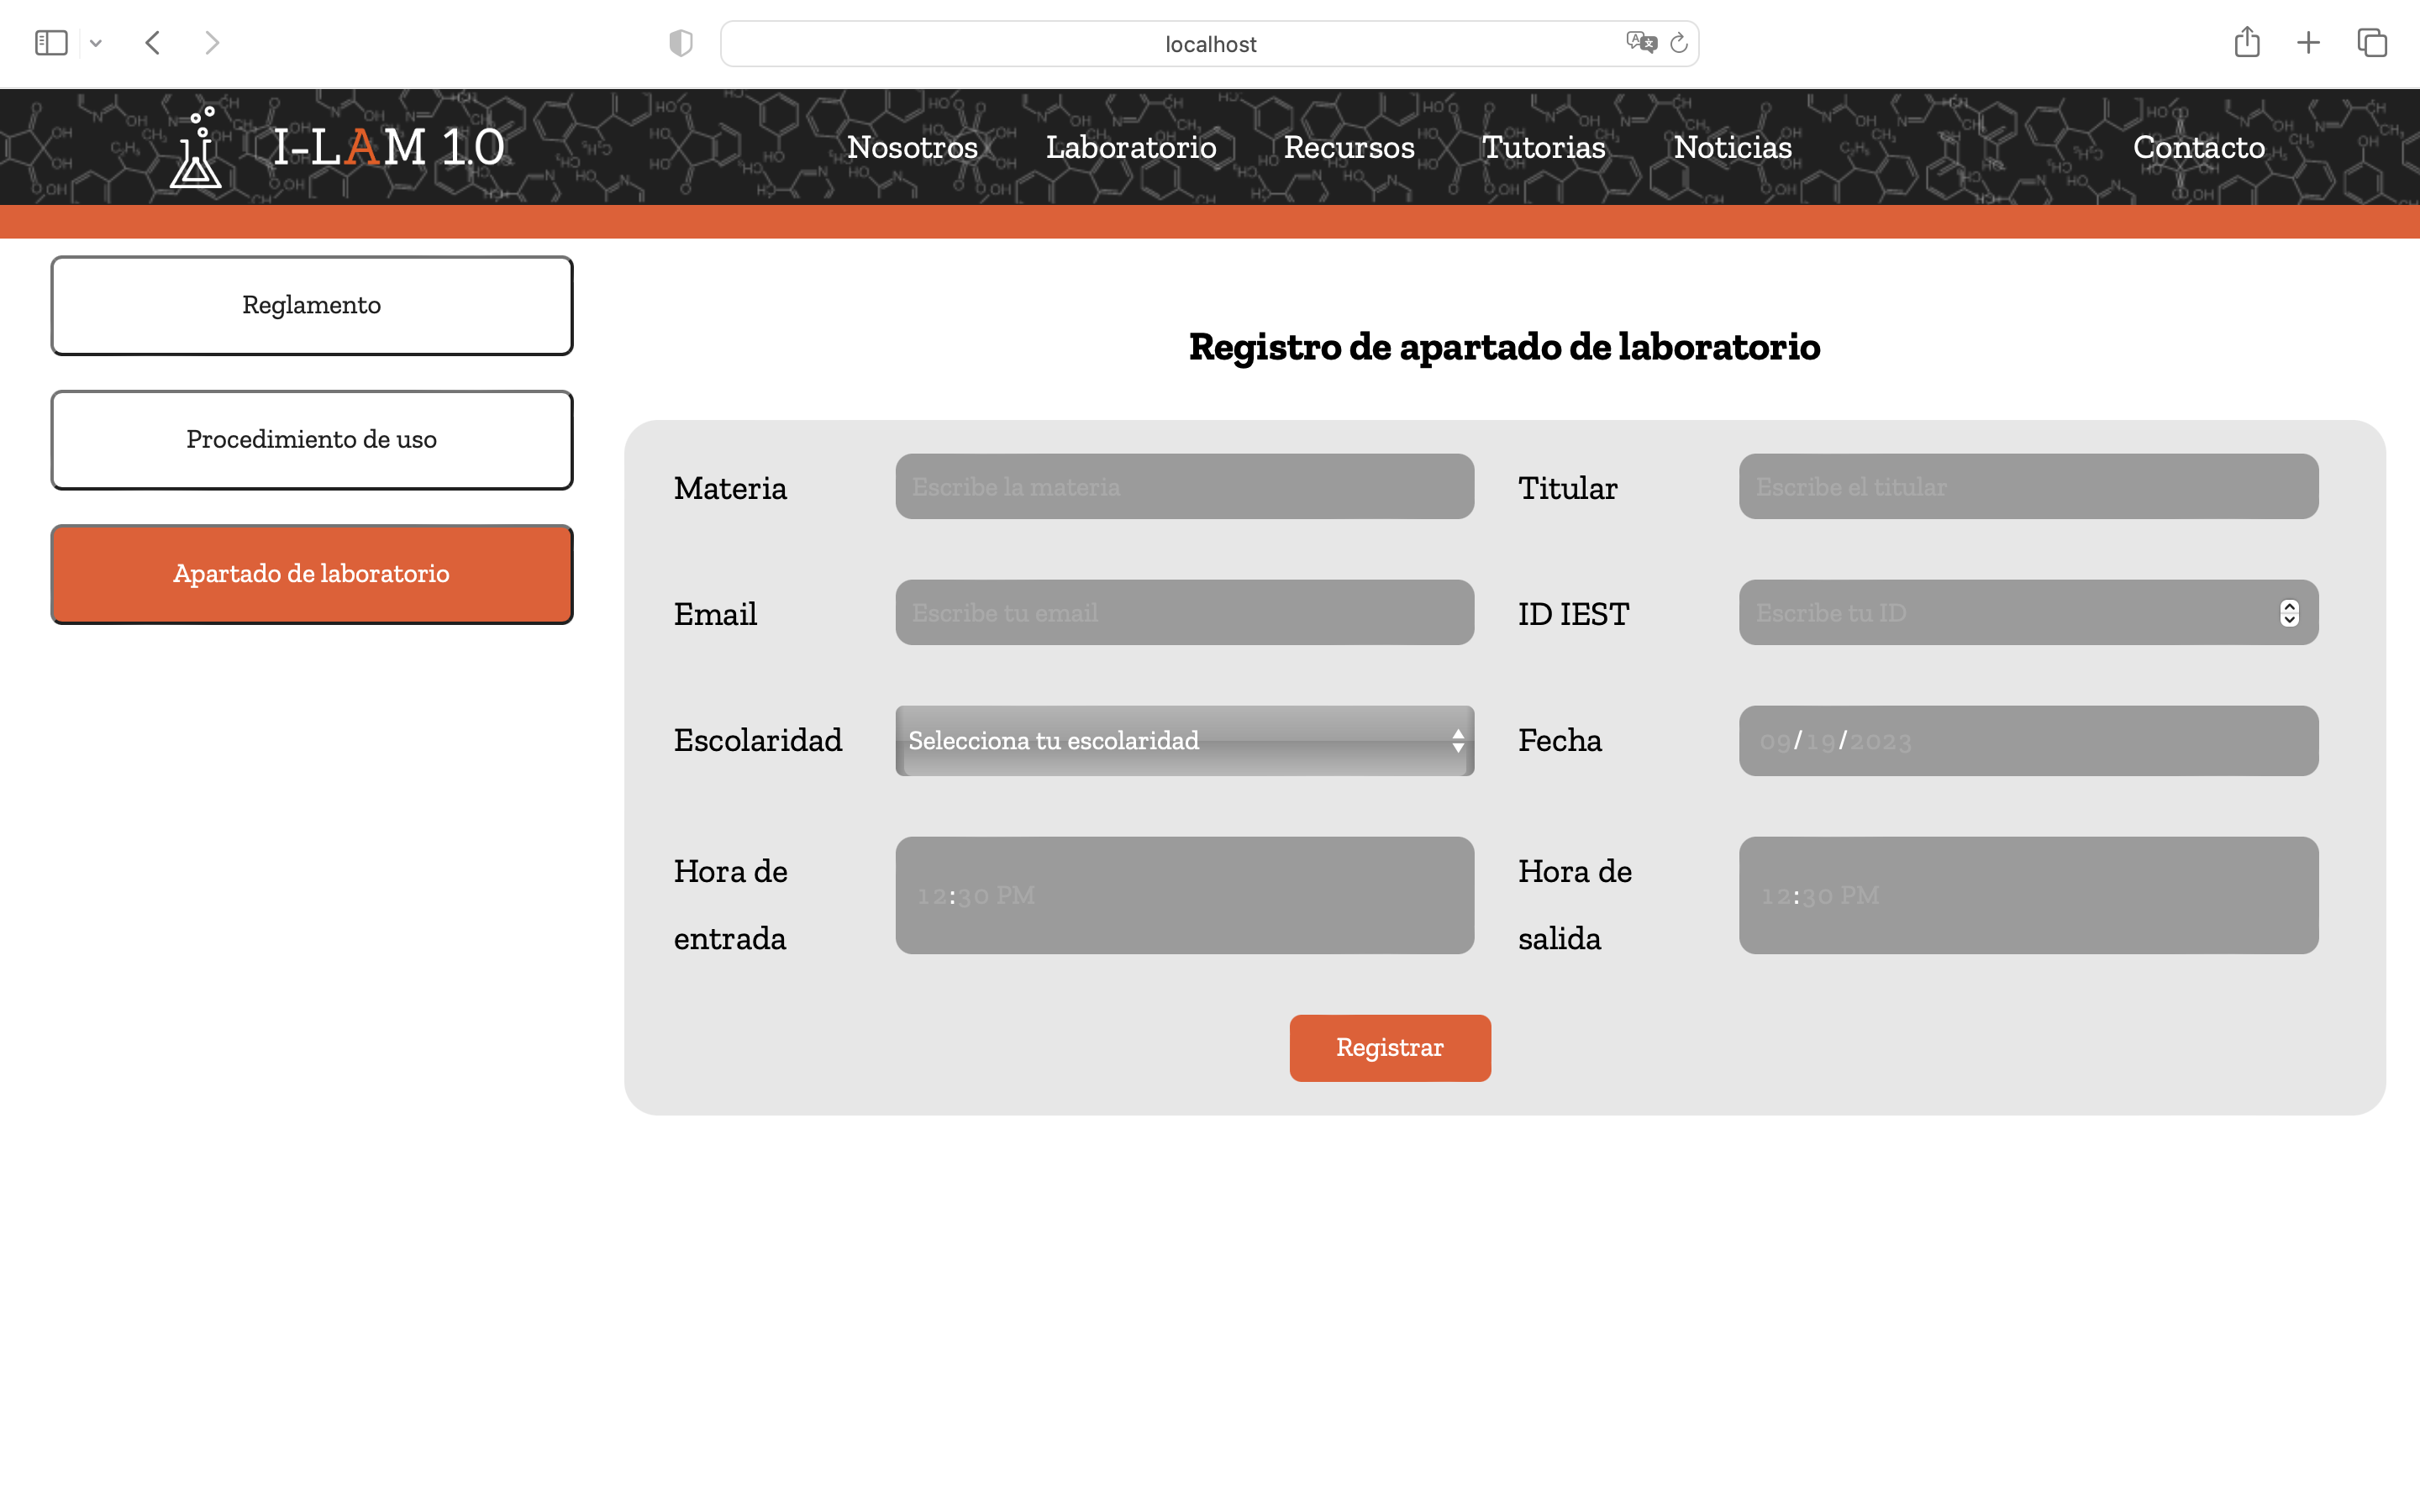 localhost
I-LAM 1.0
Nosotros Laboratorio Recursos Tutorias Noticias Contacto
Reglamento
Procedimiento de uso
Apartado de laboratorio
Registro de apartado de laboratorio
Materia Escribe la materia Titular Escribe el titular
Email Escribe tu email ID IEST Escribe tu ID
Escolaridad Selecciona tu escolaridad Fecha 09/19/2023
Hora de entrada 12:30 PM Hora de salida 12:30 PM
Registrar